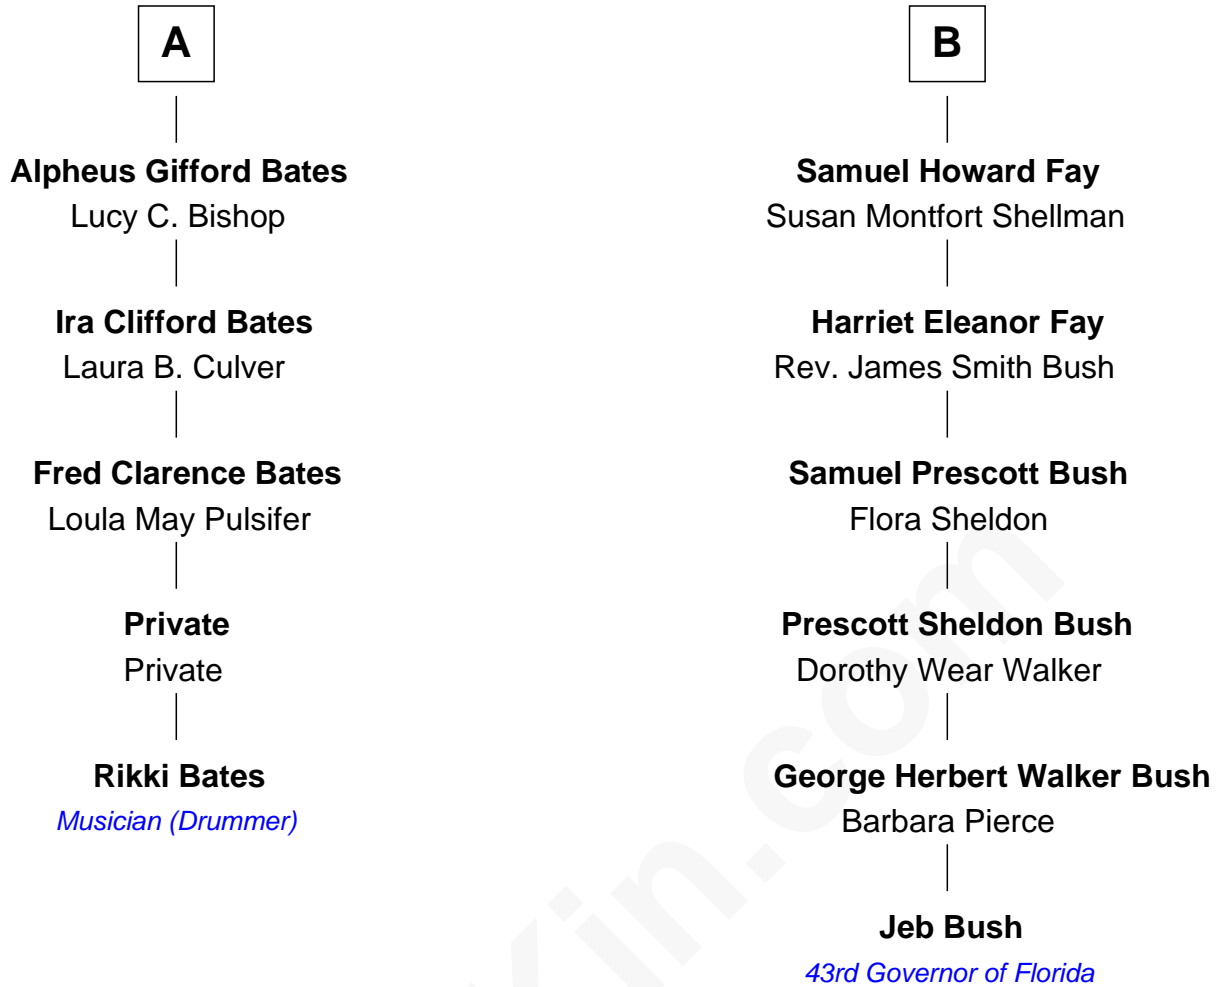 A
B
Alpheus Gifford Bates
Lucy C. Bishop
Samuel Howard Fay
Susan Montfort Shellman
Ira Clifford Bates
Laura B. Culver
Harriet Eleanor Fay
Rev. James Smith Bush
Fred Clarence Bates
Loula May Pulsifer
Samuel Prescott Bush
Flora Sheldon
Private
Private
Prescott Sheldon Bush
Dorothy Wear Walker
Rikki Bates
Musician (Drummer)
George Herbert Walker Bush
Barbara Pierce
Jeb Bush
43rd Governor of Florida
Kin.com